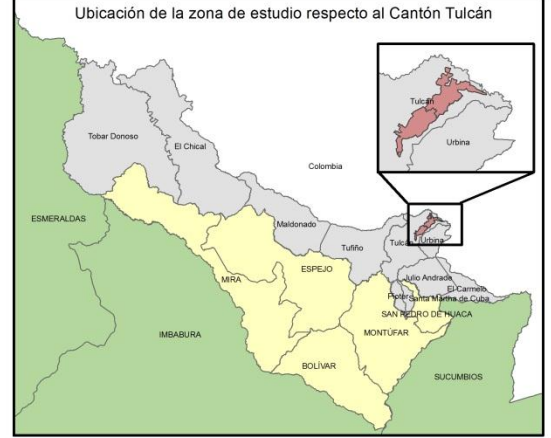 Ubicación de la zona de estudio respecto al Cantón Tulcán
Tulcán
Urbina
Tobar Donoso
El Chical
Colombia
ESMERALDAS
Maldonado
Tufiño
Tulcán
Urbina
MIRA
ESPEJO
Julio Andrade
El Carmelo
Pioter
Santa Martha de Cuba
SAN PEDRO DE HUACA
IMBABURA
MONTÚFAR
BOLÍVAR
SUCUMBIOS